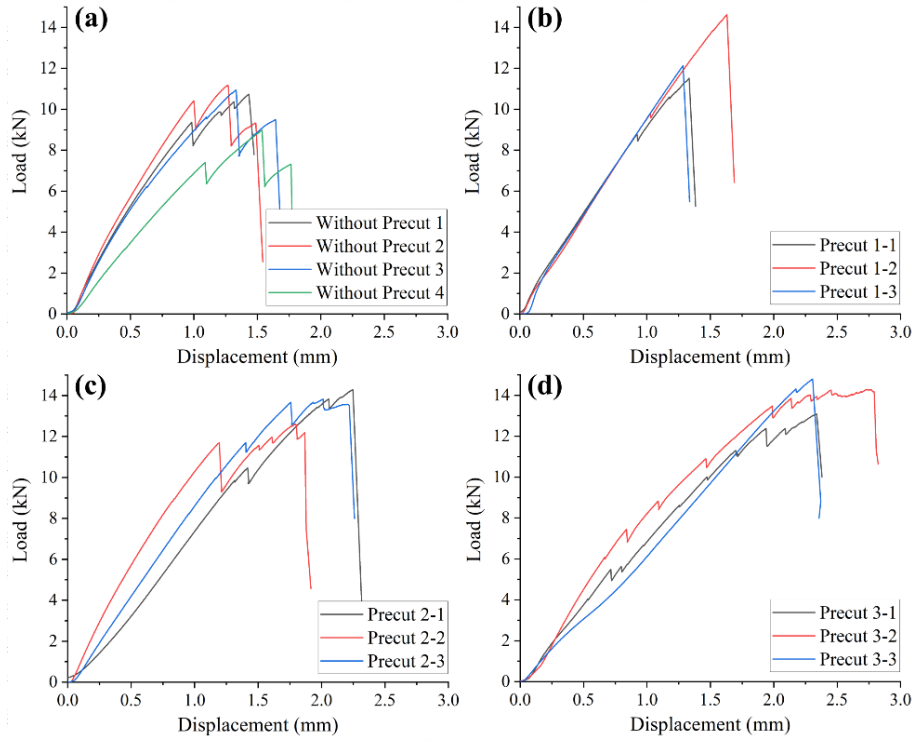 (a)
Load (kN)
14
12
10
8
6
4
2
0
Without Precut 1
Without Precut 2
Without Precut 3
Without Precut 4
0.0 0.5 1.0 1.5 2.0 2.5 3.0
Displacement (mm)
(b)
Load (kN)
14
12
10
8
6
4
2
0
Precut 1-1
Precut 1-2
Precut 1-3
0.0 0.5 1.0 1.5 2.0 2.5 3.0
Displacement (mm)
(c)
Load (kN)
14
12
10
8
6
4
2
0
Precut 2-1
Precut 2-2
Precut 2-3
0.0 0.5 1.0 1.5 2.0 2.5 3.0
Displacement (mm)
(d)
Load (kN)
14
12
10
8
6
4
2
0
Precut 3-1
Precut 3-2
Precut 3-3
0.0 0.5 1.0 1.5 2.0 2.5 3.0
Displacement (mm)